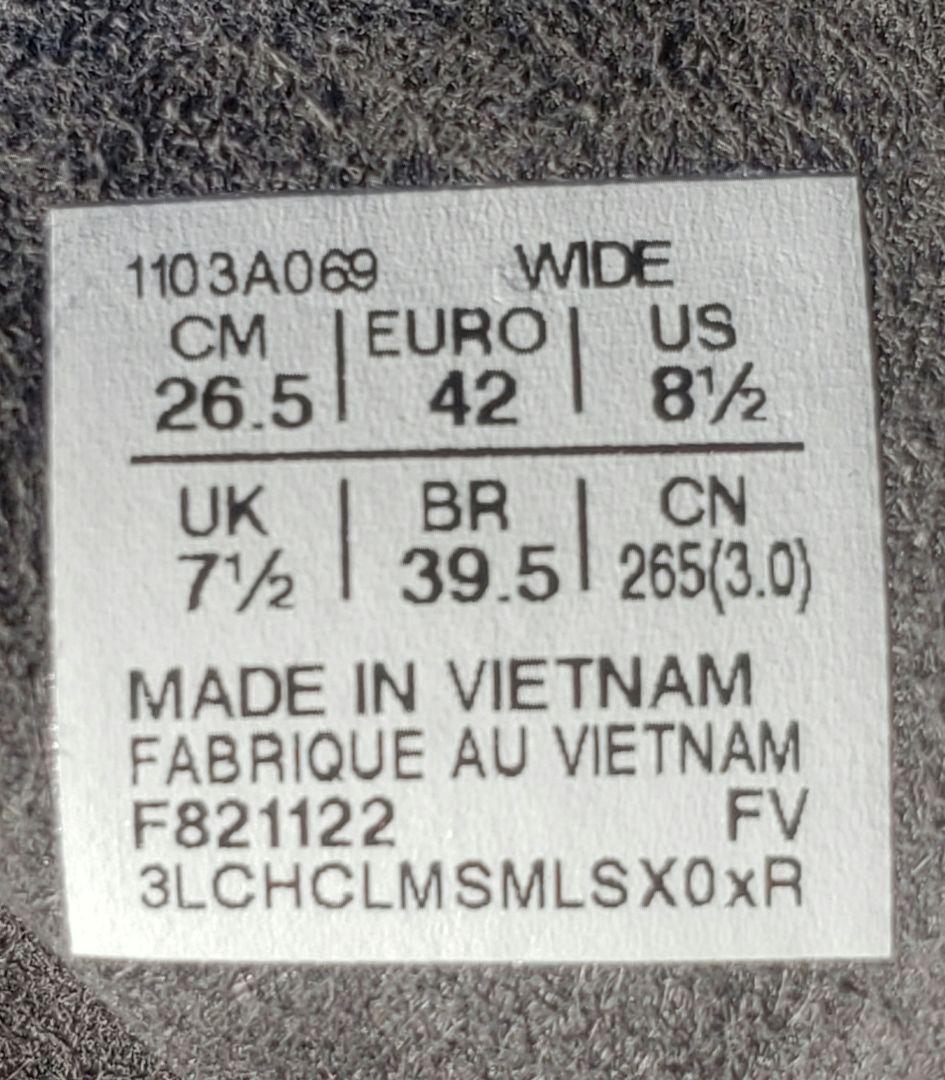 1103A069 WIDE
CM | EURO | US
26.5 | 42 | 8½
UK | BR | CN
7½ | 39.5 | 265(3.0)
MADE IN VIETNAM
FABRIQUE AU VIETNAM
F821122 FV
3LCHCLMSMLSX0xR